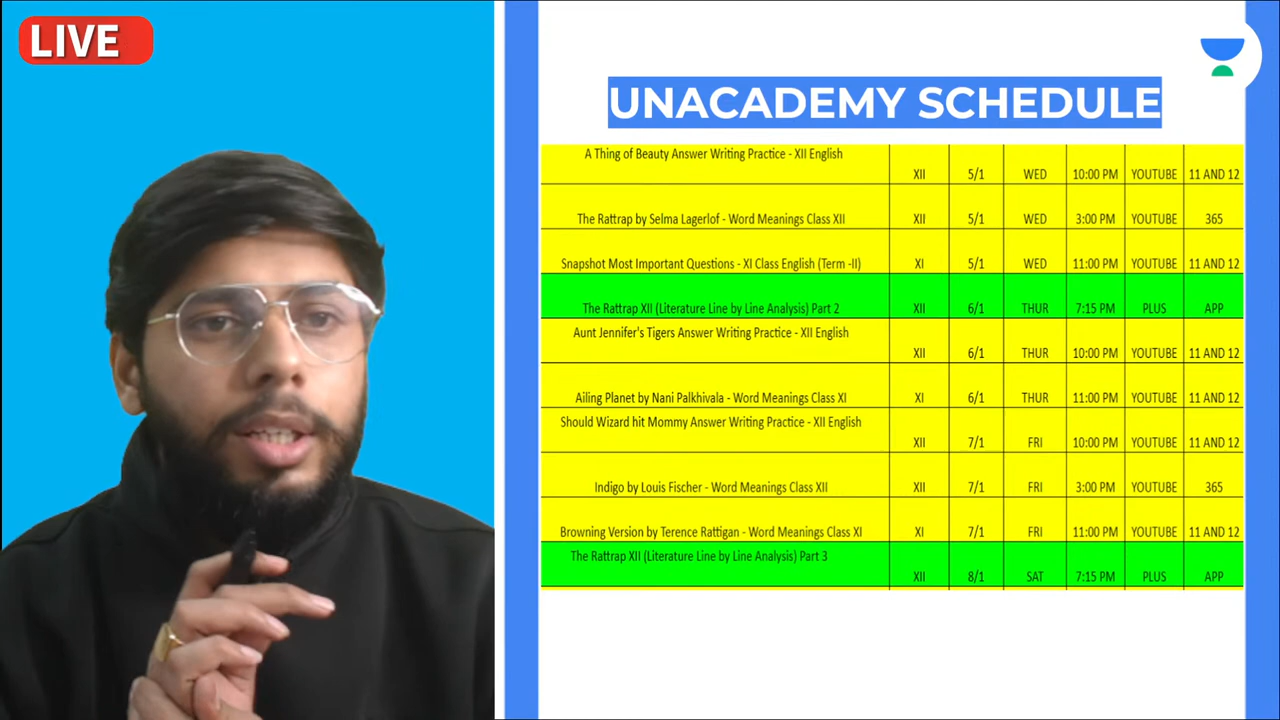 LIVE
UNACADEMY SCHEDULE
A Thing of Beauty Answer Writing Practice - XII English XII 5/1 WED 10:00 PM YOUTUBE 11 AND 12
The Rattrap by Selma Lagerlof - Word Meanings Class XII XII 5/1 WED 3:00 PM YOUTUBE 365
Snapshot Most Important Questions - XI Class English (Term -II) XI 5/1 WED 11:00 PM YOUTUBE 11 AND 12
The Rattrap XII (Literature Line by Line Analysis) Part 2 XII 6/1 THUR 7:15 PM PLUS APP
Aunt Jennifer's Tigers Answer Writing Practice - XII English XII 6/1 THUR 10:00 PM YOUTUBE 11 AND 12
Ailing Planet by Nani Palkhivala - Word Meanings Class XI XI 6/1 THUR 11:00 PM YOUTUBE 11 AND 12
Should Wizard hit Mommy Answer Writing Practice - XII English XII 7/1 FRI 10:00 PM YOUTUBE 11 AND 12
Indigo by Louis Fischer - Word Meanings Class XII XII 7/1 FRI 3:00 PM YOUTUBE 365
Browning Version by Terence Rattigan - Word Meanings Class XI XI 7/1 FRI 11:00 PM YOUTUBE 11 AND 12
The Rattrap XII (Literature Line by Line Analysis) Part 3 XII 8/1 SAT 7:15 PM PLUS APP